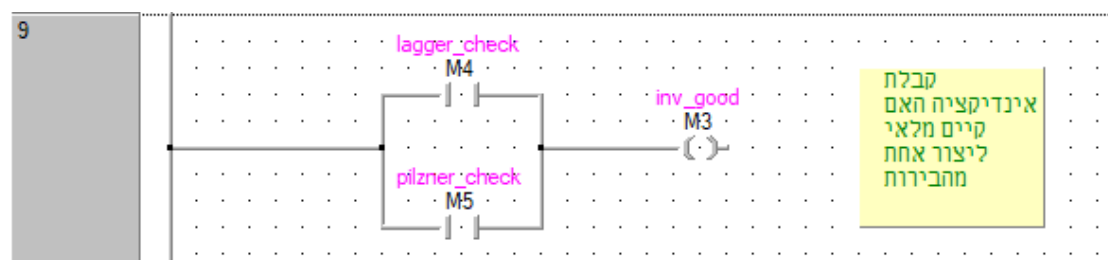 9
lagger_check
M4
inv_good
M3
pilzner_check
M5
קבלת
אינדיקציה האם
קיים מלאי
ליצור אחת
מהבירות